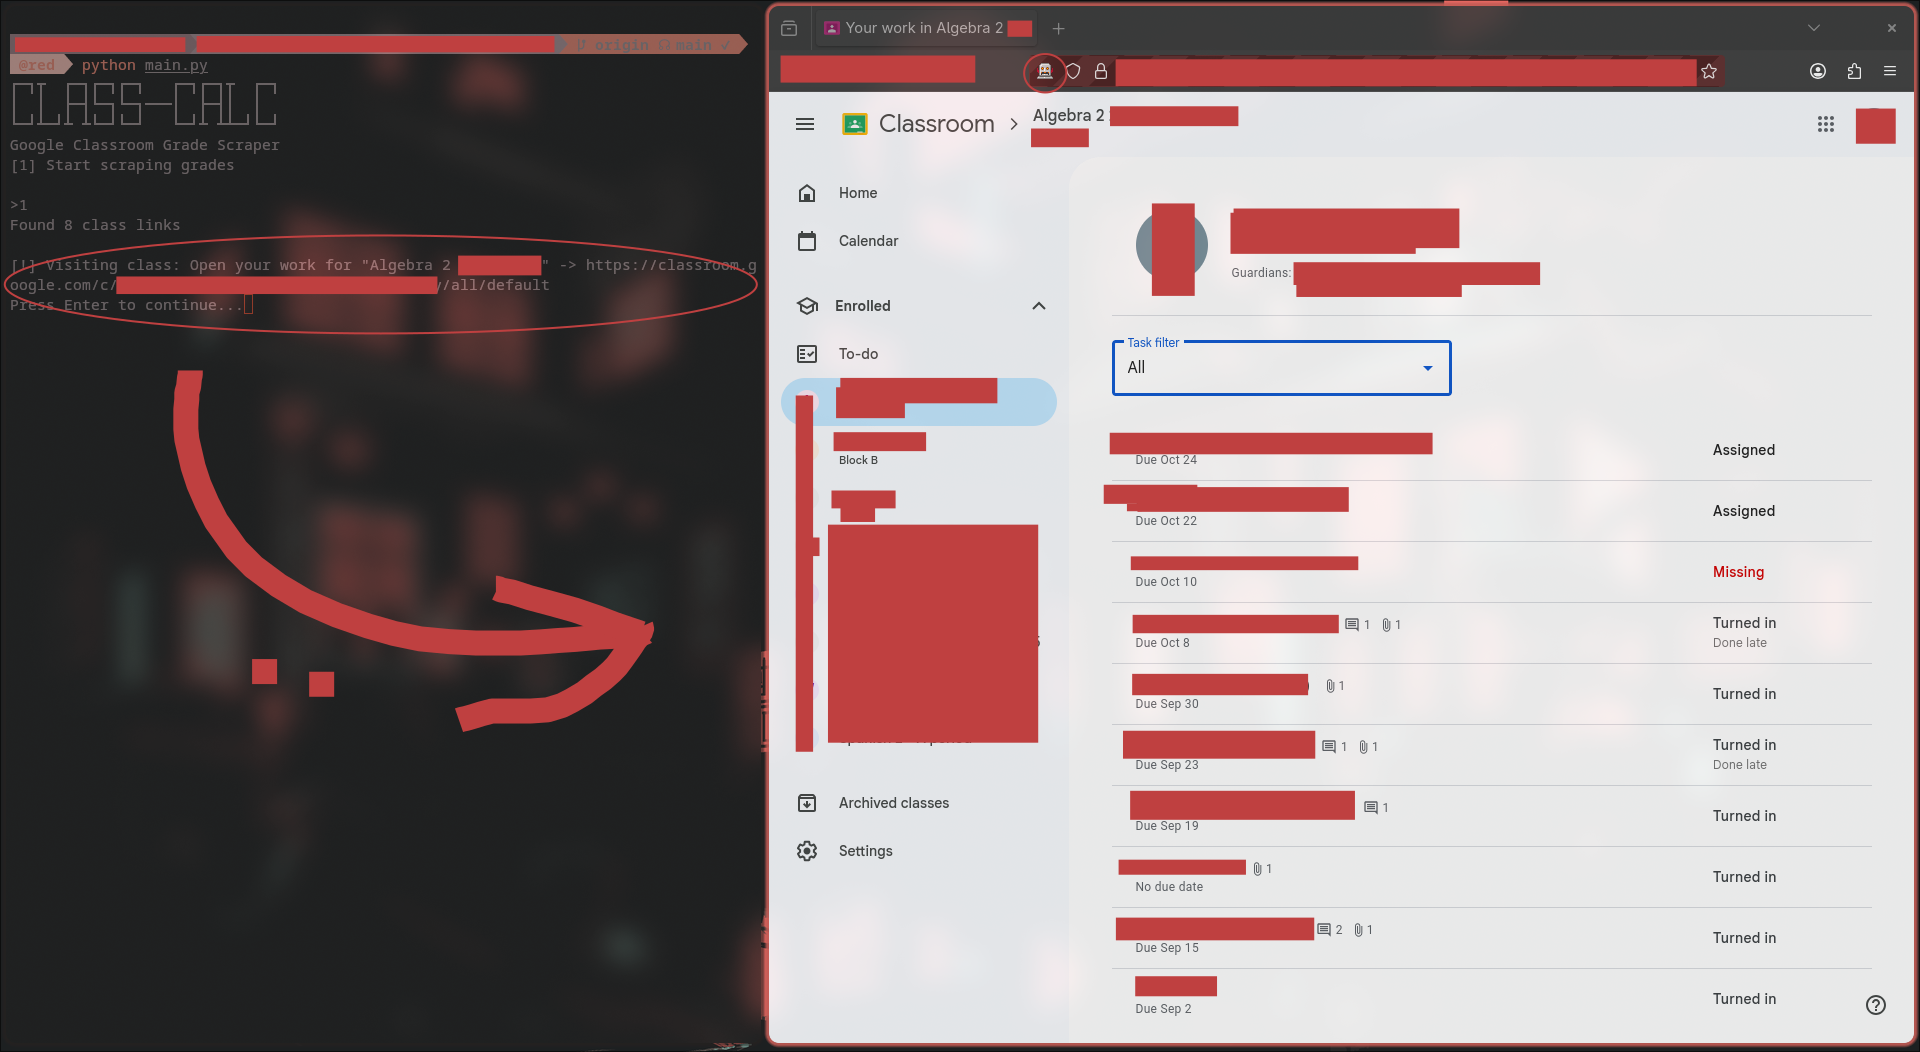 origin main ✓
@red python main.py
CLASS-CALC
Google Classroom Grade Scraper
[1] Start scraping grades
>1
Found 8 class links
[!] Visiting class: Open your work for "Algebra 2 " -> https://classroom.g
oogle.com/c/ /all/default
Press Enter to continue...
Your work in Algebra 2
Classroom
Algebra 2
Home
Calendar
Enrolled
To-do
Block B
Archived classes
Settings
Guardians:
Task filter
All
Due Oct 24
Assigned
Due Oct 22
Assigned
Due Oct 10
Missing
1 1
Turned in
Due Oct 8
Done late
1
Turned in
Due Sep 30
1 1
Turned in
Due Sep 23
Done late
1
Turned in
Due Sep 19
1
Turned in
No due date
2 1
Turned in
Due Sep 15
Turned in
Due Sep 2